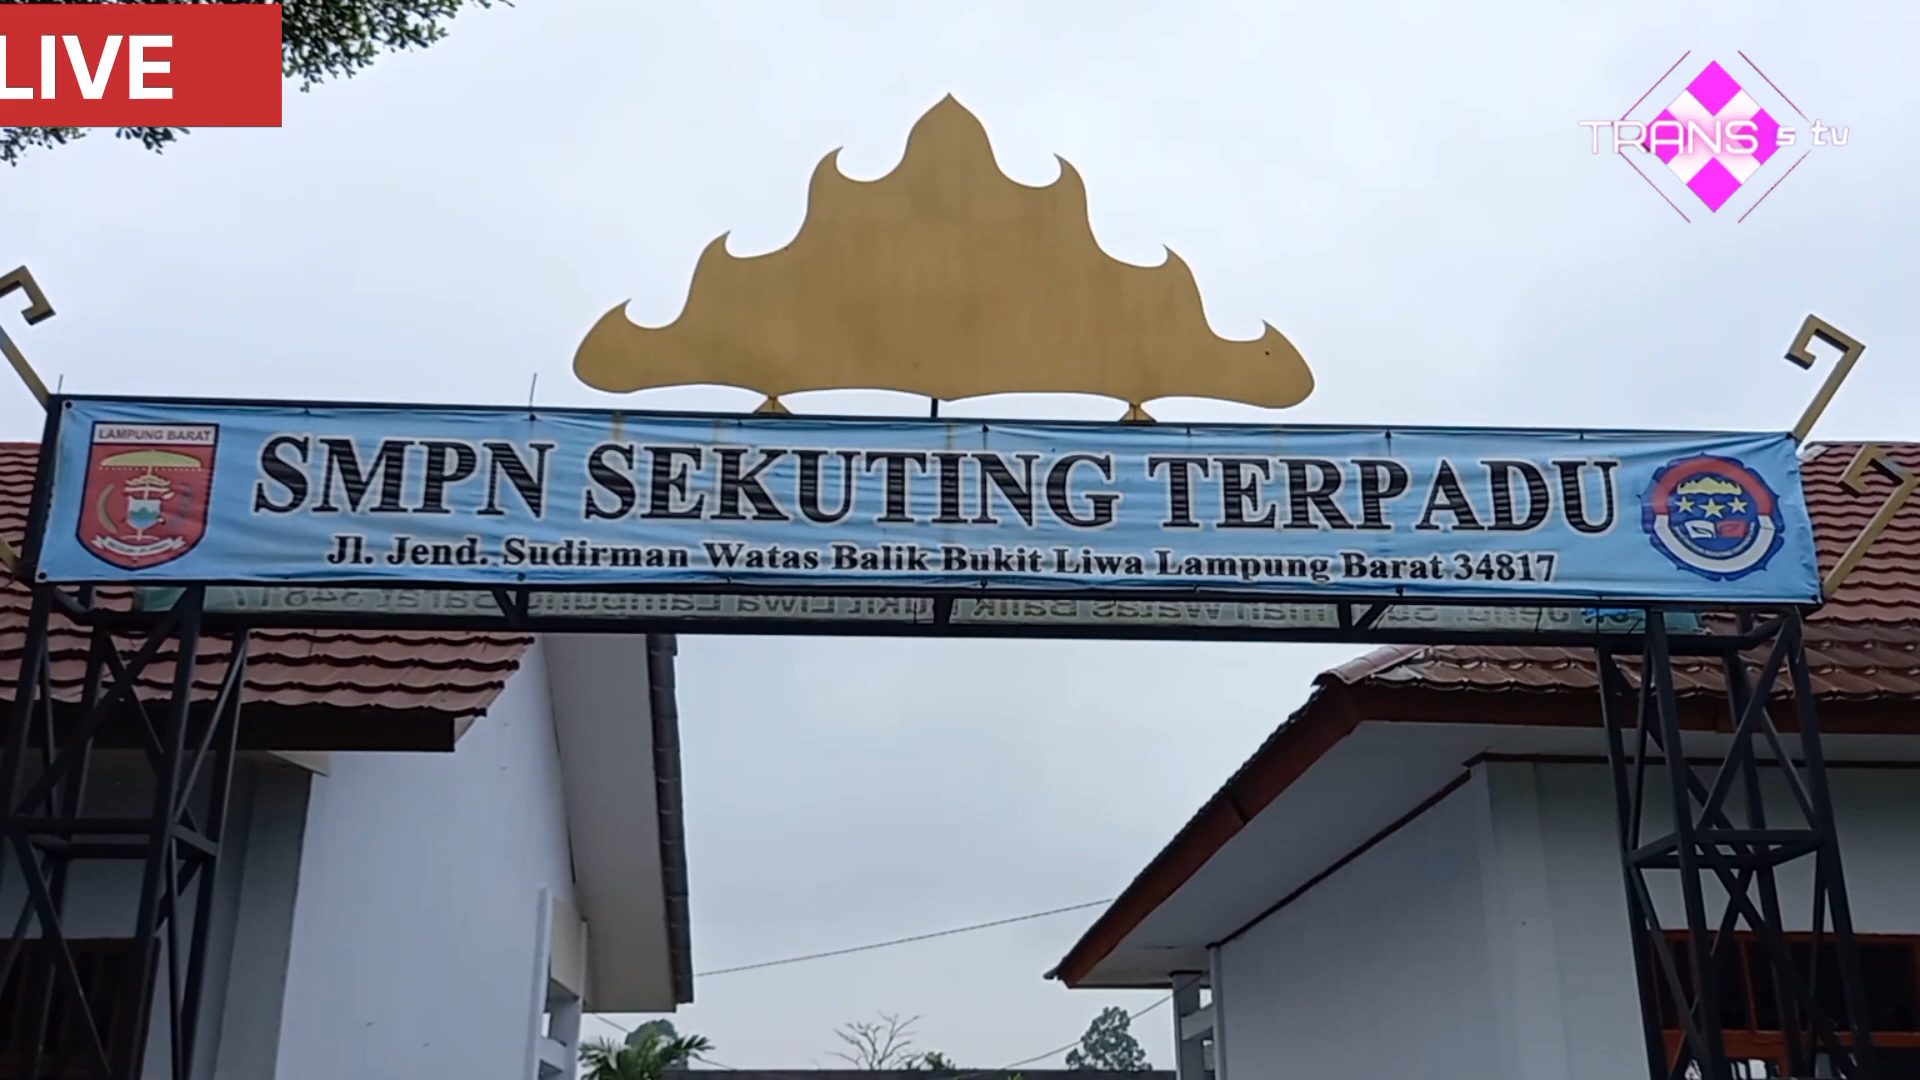 LIVE
TRANS s tv
LAMPUNG BARAT
SMPN SEKUTING TERPADU
Jl. Jend. Sudirman Watas Balik Bukit Liwa Lampung Barat 34817